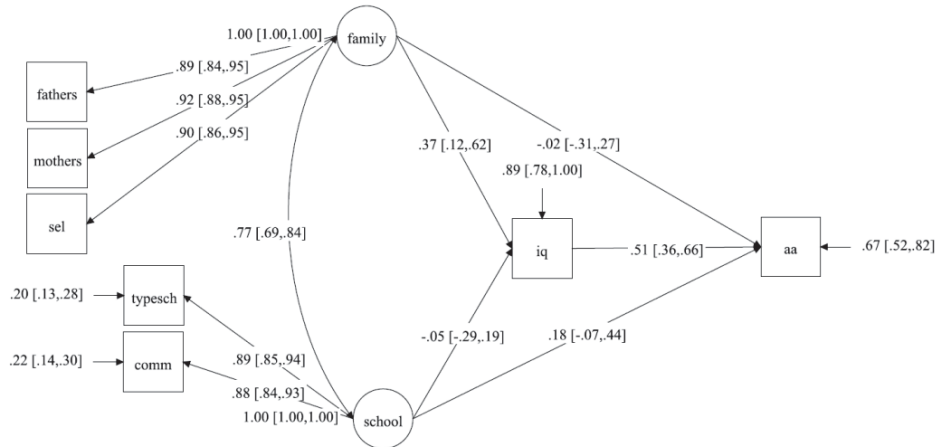 1.00 [1.00,1.00]
family
.89 [.84,.95]
fathers
.92 [.88,.95]
.90 [.86,.95]
mothers
.37 [.12,.62]
-.02 [-.31,.27]
.89 [.78,1.00]
sel
.77 [.69,.84]
iq
.51 [.36,.66]
aa
.67 [.52,.82]
.20 [.13,.28]
typesch
-.05 [-.29,.19]
.18 [-.07,.44]
.89 [.85,.94]
.22 [.14,.30]
comm
.88 [.84,.93]
1.00 [1.00,1.00]
school